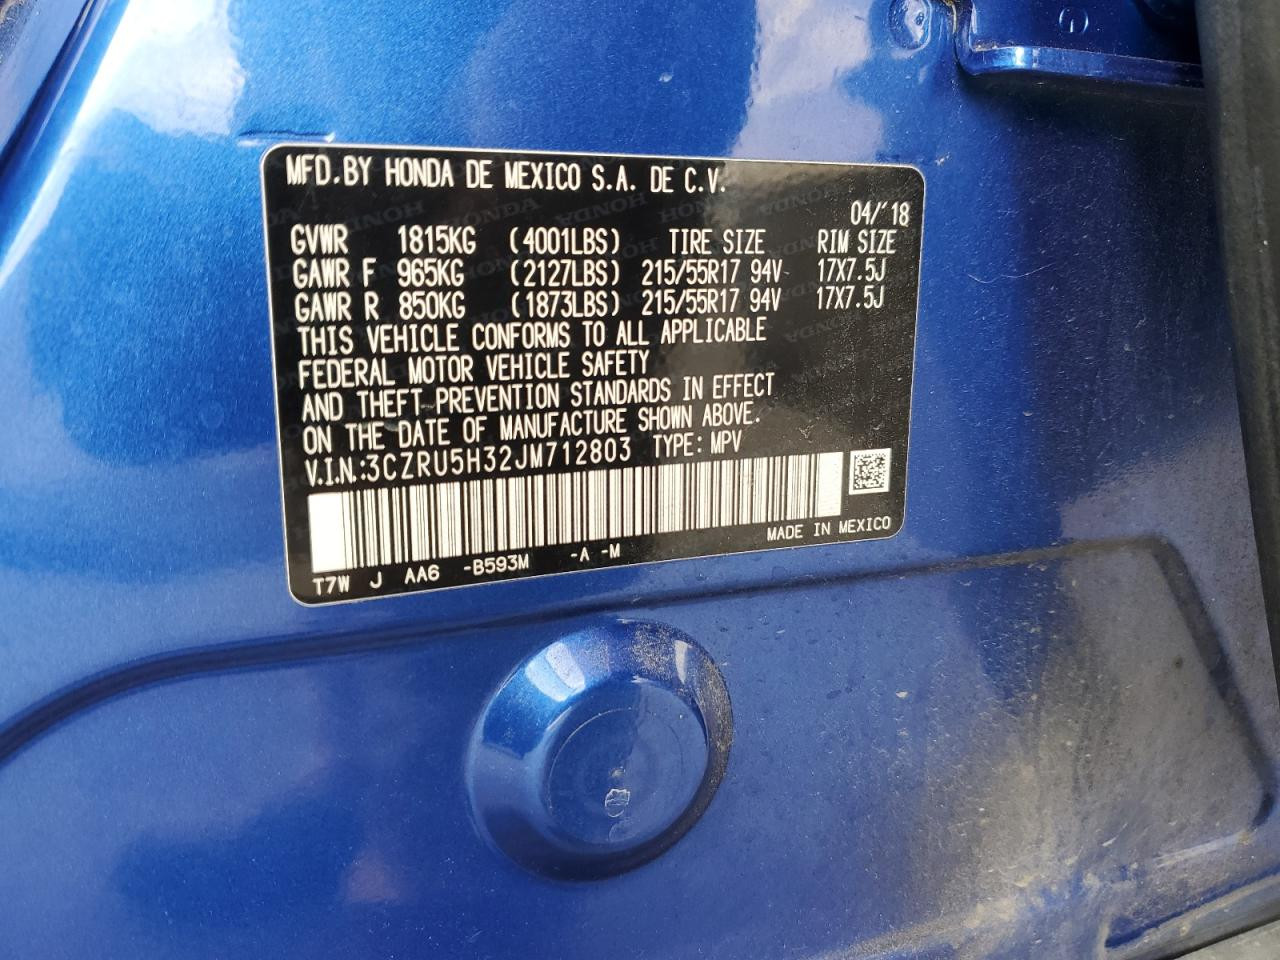 MFD.BY HONDA DE MEXICO S.A. DE C.V.
04/'18
GVWR 1815KG (4001LBS) TIRE SIZE RIM SIZE
GAWR F 965KG (2127LBS) 215/55R17 94V 17X7.5J
GAWR R 850KG (1873LBS) 215/55R17 94V 17X7.5J
THIS VEHICLE CONFORMS TO ALL APPLICABLE
FEDERAL MOTOR VEHICLE SAFETY
AND THEFT PREVENTION STANDARDS IN EFFECT
ON THE DATE OF MANUFACTURE SHOWN ABOVE.
V.I.N.:3CZRU5H32JM712803 TYPE: MPV
MADE IN MEXICO
T7W J AA6 -B593M -A -M